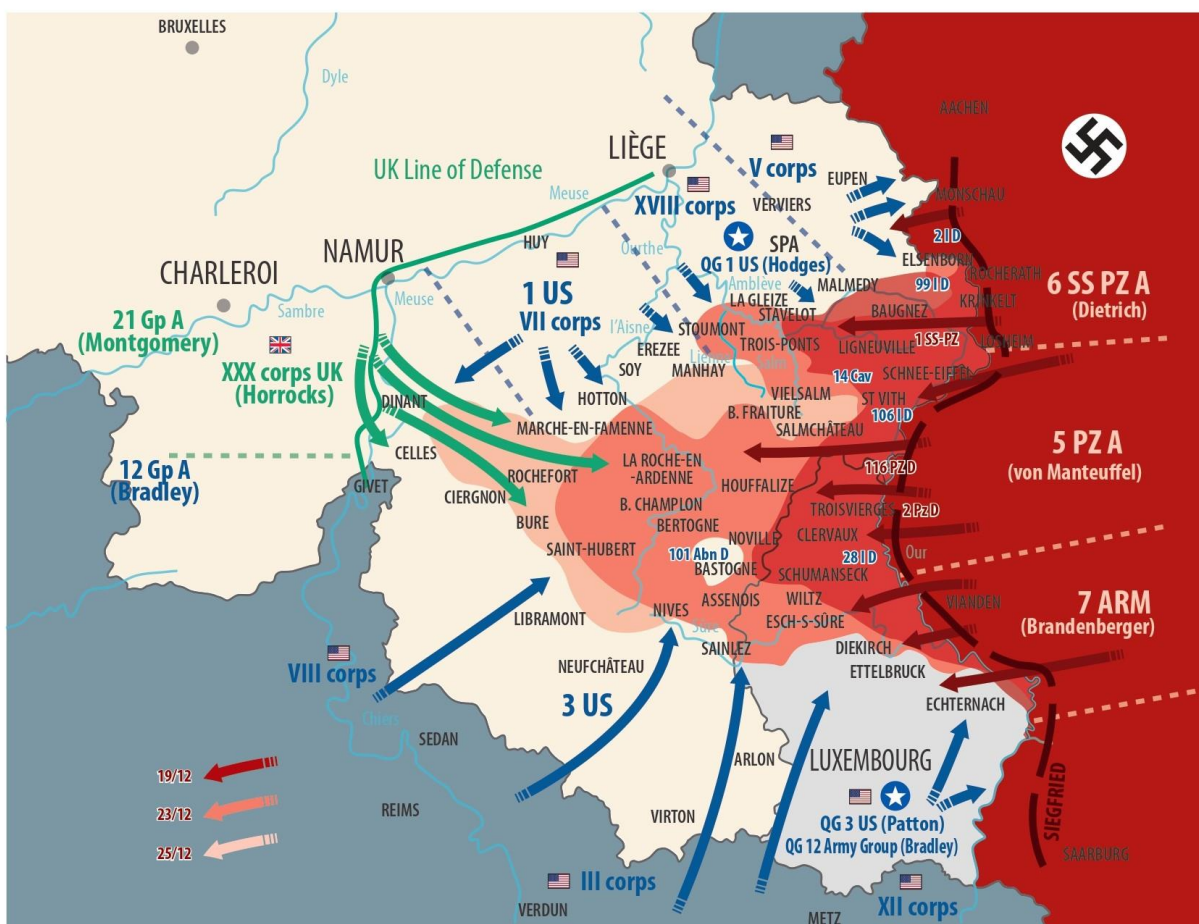 BRUXELLES
Dyle
AACHEN
LIÈGE
V corps
UK Line of Defense
Meuse
EUPEN
XVIII corps
VERVIERS
MONSCHAU
2 I D
NAMUR
HUY
Ourthe
SPA
QG 1 US (Hodges)
ELSENBORN
ROCHERATH
CHARLEROI
Meuse
Amblève
MALMEDY
99 I D
KRINKELT
6 SS PZ A
(Dietrich)
Sambre
1 US
VII corps
LA GLEIZE
STAVELOT
BAUGNEZ
21 Gp A
(Montgomery)
l'Aisne
STOUMONT
TROIS-PONTS
LIGNEUVILLE
1 SS-PZ
LOSHEIM
EREZEE
SOY
Lienne
MANHAY
Salm
14 Cav
SCHNEE-EIFFEL
XXX corps UK
(Horrocks)
DINANT
HOTTON
VIELSALM
ST VITH
B. FRAITURE
106 I D
MARCHE-EN-FAMENNE
SALMCHÂTEAU
CELLES
12 Gp A
(Bradley)
ROCHEFORT
LA ROCHE-EN
-ARDENNE
116 PZ D
5 PZ A
(von Manteuffel)
GIVET
CIERGNON
HOUFFALIZE
B. CHAMPLON
TROISVIERGES
2 Pz D
BURE
BERTOGNE
NOVILLE
CLERVAUX
SAINT-HUBERT
101 Abn D
BASTOGNE
28 I D
Our
SCHUMANSECK
ASSENOIS
WILTZ
VIANDEN
7 ARM
(Brandenberger)
LIBRAMONT
NIVES
Sûre
ESCH-S-SÛRE
VIII corps
NEUFCHÂTEAU
SAINLEZ
DIEKIRCH
ETTELBRUCK
3 US
ECHTERNACH
Chiers
SEDAN
ARLON
LUXEMBOURG
19/12
23/12
25/12
REIMS
VIRTON
QG 3 US (Patton)
QG 12 Army Group (Bradley)
SIEGFRIED
SAARBURG
III corps
XII corps
VERDUN
METZ